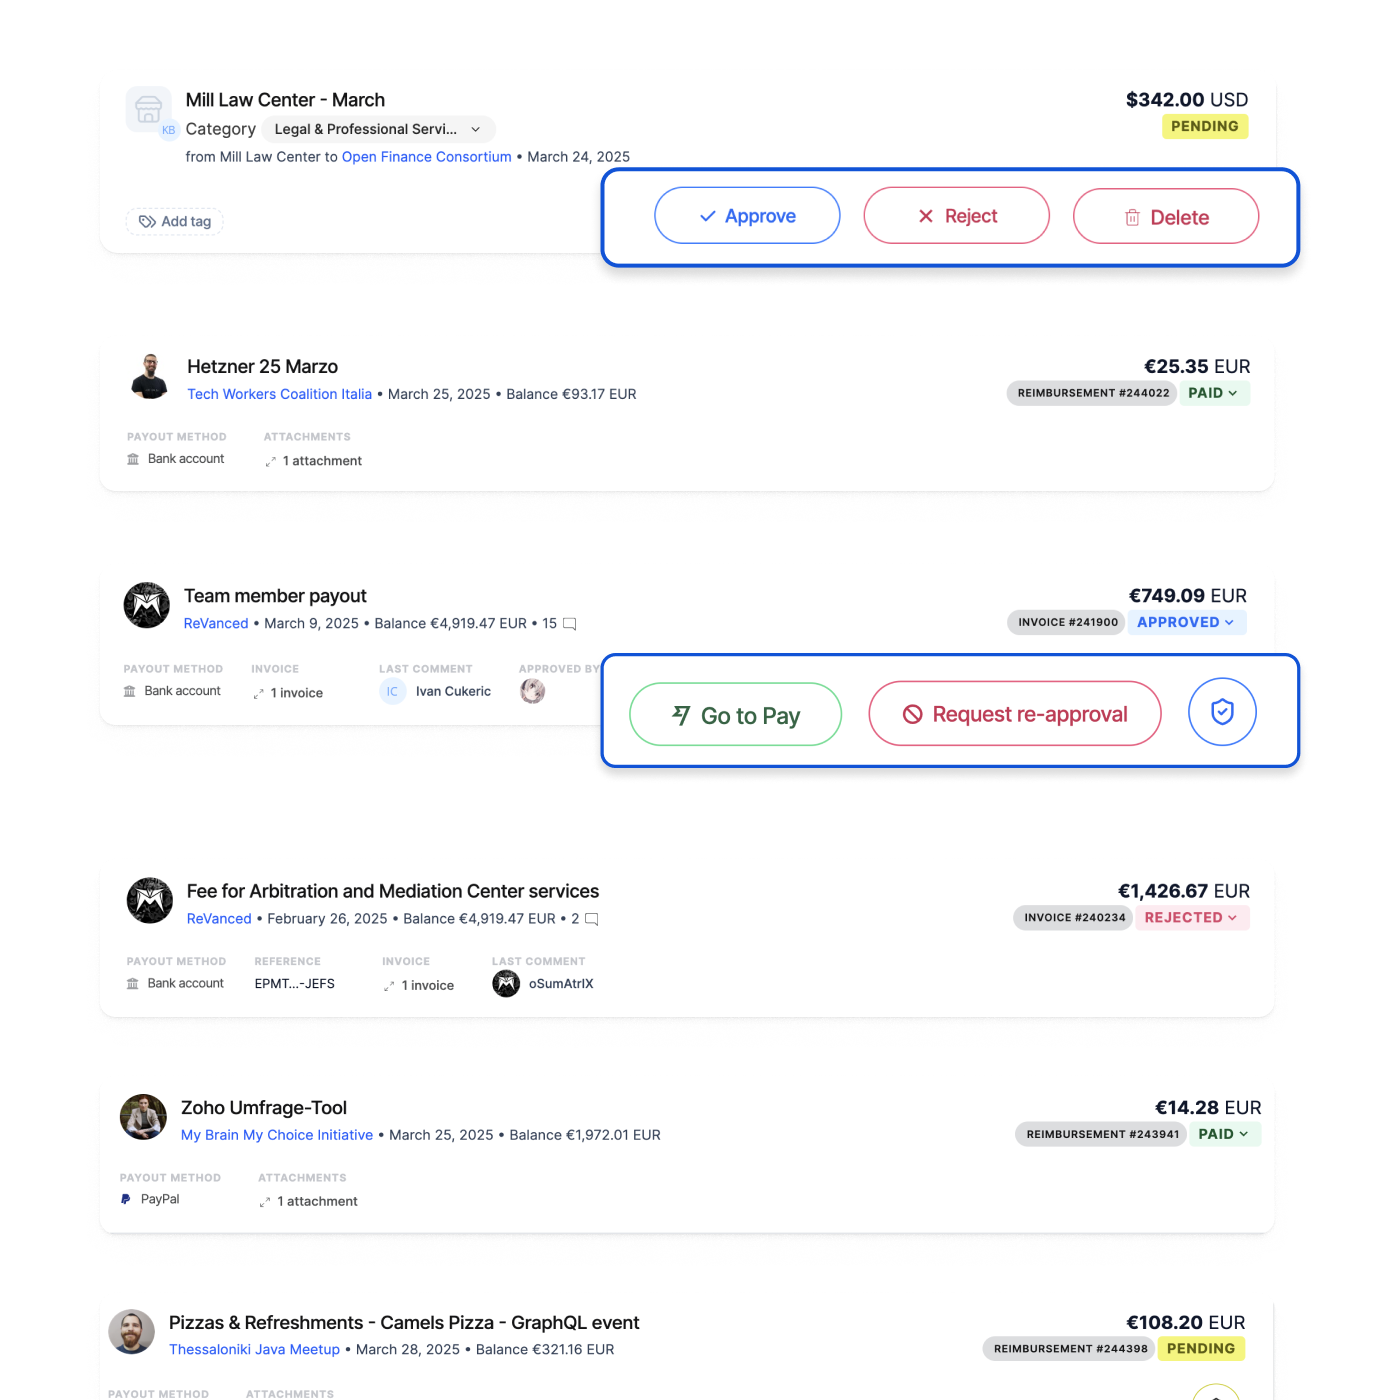 Mill Law Center - March
$342.00 USD
KB
Category Legal & Professional Servi...
PENDING
from Mill Law Center to Open Finance Consortium • March 24, 2025
Add tag
Approve
Reject
Delete
Hetzner 25 Marzo
€25.35 EUR
Tech Workers Coalition Italia • March 25, 2025 • Balance €93.17 EUR
REIMBURSEMENT #244022 PAID
PAYOUT METHOD
ATTACHMENTS
Bank account
1 attachment
Team member payout
€749.09 EUR
ReVanced • March 9, 2025 • Balance €4,919.47 EUR • 15
INVOICE #241900 APPROVED
PAYOUT METHOD
INVOICE
LAST COMMENT
APPROVED BY
Bank account
1 invoice
IC Ivan Cukeric
Go to Pay
Request re-approval
Fee for Arbitration and Mediation Center services
€1,426.67 EUR
ReVanced • February 26, 2025 • Balance €4,919.47 EUR • 2
INVOICE #240234 REJECTED
PAYOUT METHOD
REFERENCE
INVOICE
LAST COMMENT
Bank account
EPMT...-JEFS
1 invoice
oSumAtrIX
Zoho Umfrage-Tool
€14.28 EUR
My Brain My Choice Initiative • March 25, 2025 • Balance €1,972.01 EUR
REIMBURSEMENT #243941 PAID
PAYOUT METHOD
ATTACHMENTS
PayPal
1 attachment
Pizzas & Refreshments - Camels Pizza - GraphQL event
€108.20 EUR
Thessaloniki Java Meetup • March 28, 2025 • Balance €321.16 EUR
REIMBURSEMENT #244398 PENDING
PAYOUT METHOD
ATTACHMENTS